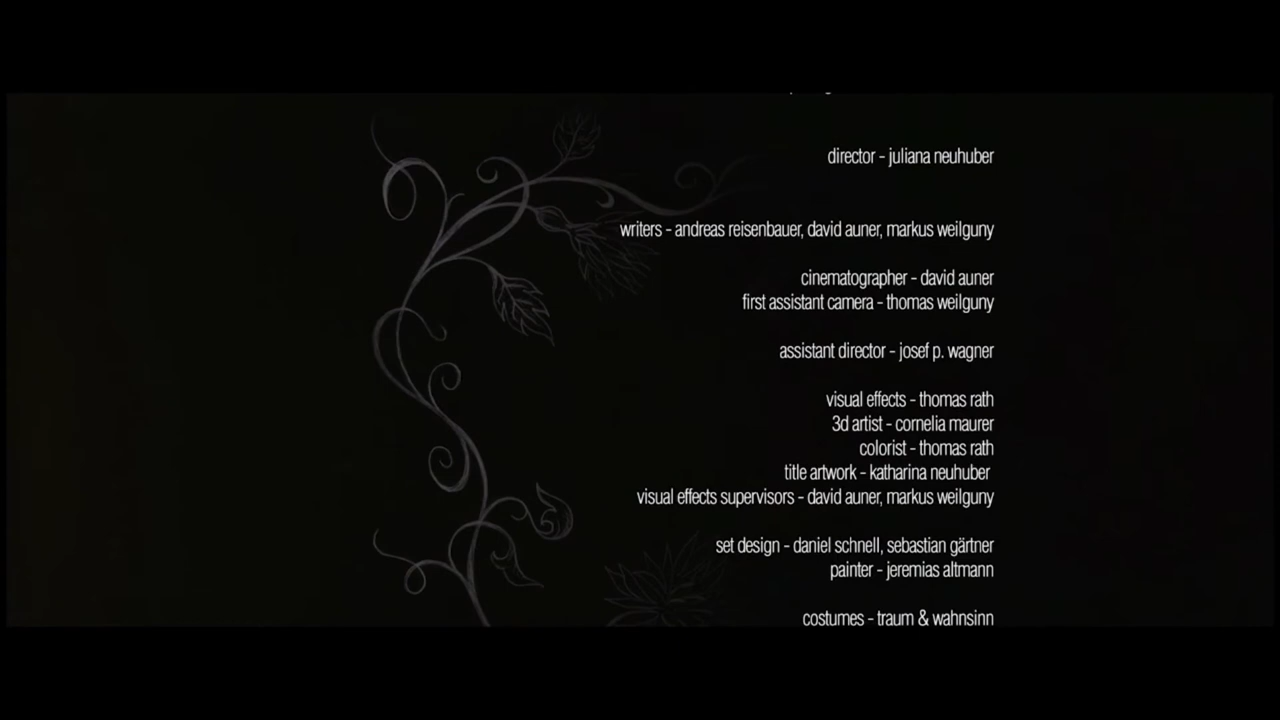 director - juliana neuhuber
writers - andreas reisenbauer, david auner, markus weilguny
cinematographer - david auner
first assistant camera - thomas weilguny
assistant director - josef p. wagner
visual effects - thomas rath
3d artist - cornelia maurer
colorist - thomas rath
title artwork - katharina neuhuber
visual effects supervisors - david auner, markus weilguny
set design - daniel schnell, sebastian gärtner
painter - jeremias altmann
costumes - traum & wahnsinn